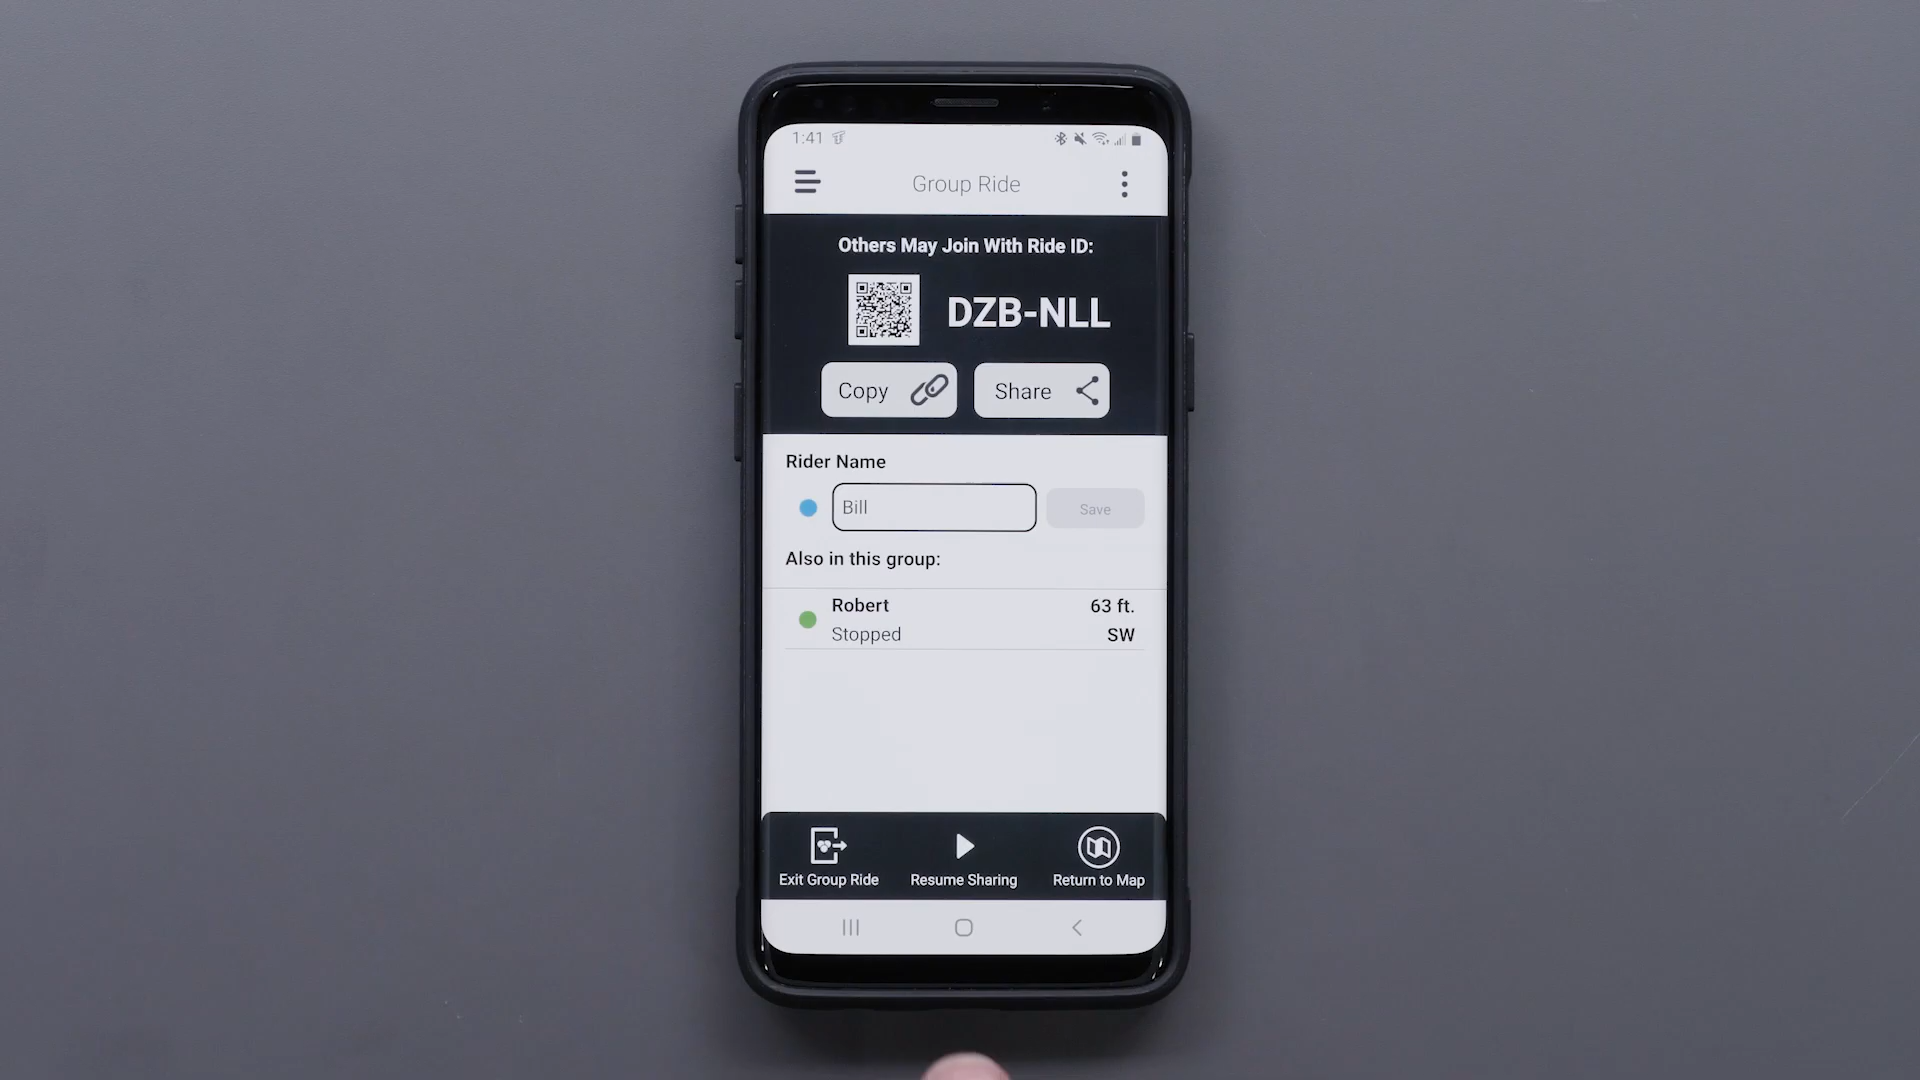 1:41
Group Ride
Others May Join With Ride ID:
DZB-NLL
Copy
Share
Rider Name
Bill
Save
Also in this group:
Robert
63 ft.
Stopped
SW
Exit Group Ride
Resume Sharing
Return to Map